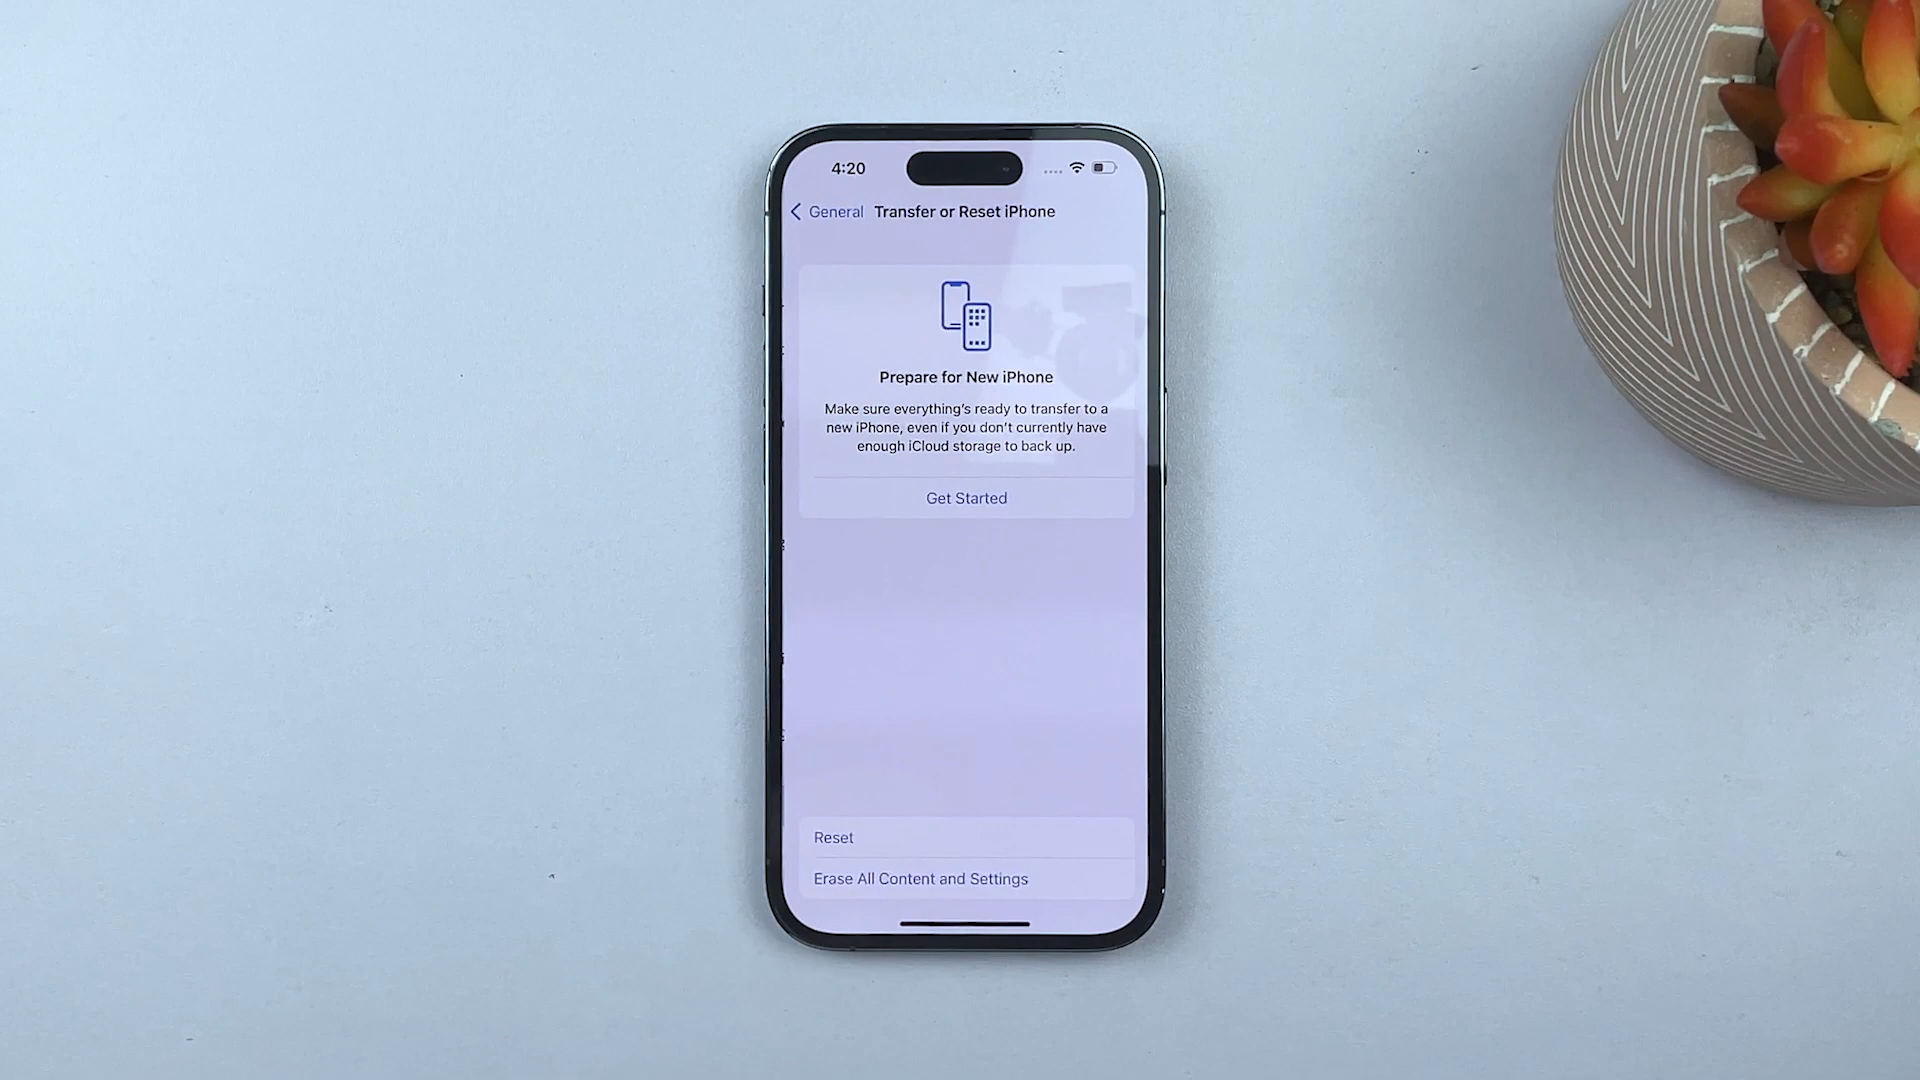 4:20
General Transfer or Reset iPhone
Prepare for New iPhone
Make sure everything's ready to transfer to a
new iPhone, even if you don't currently have
enough iCloud storage to back up.
Get Started
Reset
Erase All Content and Settings